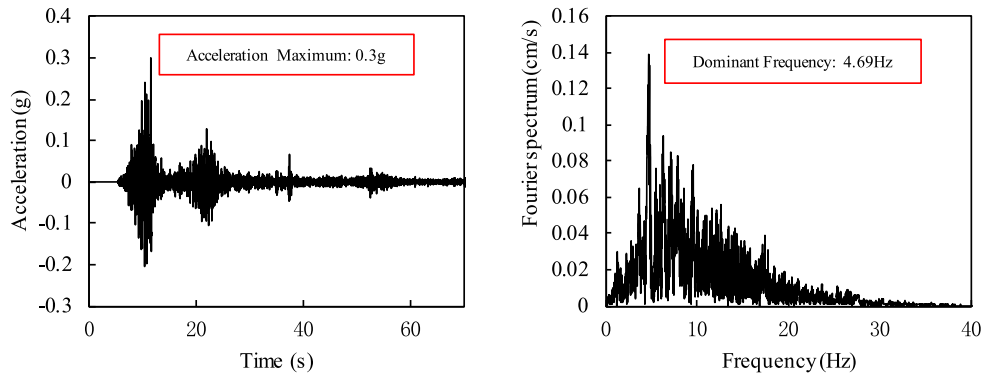 0.4
0.3
0.2
0.1
0
-0.1
-0.2
-0.3
Acceleration (g)
Acceleration Maximum: 0.3g
0 20 40 60
Time (s)
0.16
0.14
0.12
0.1
0.08
0.06
0.04
0.02
0
Fourier spectrum (cm/s)
Dominant Frequency: 4.69Hz
0 10 20 30 40
Frequency (Hz)